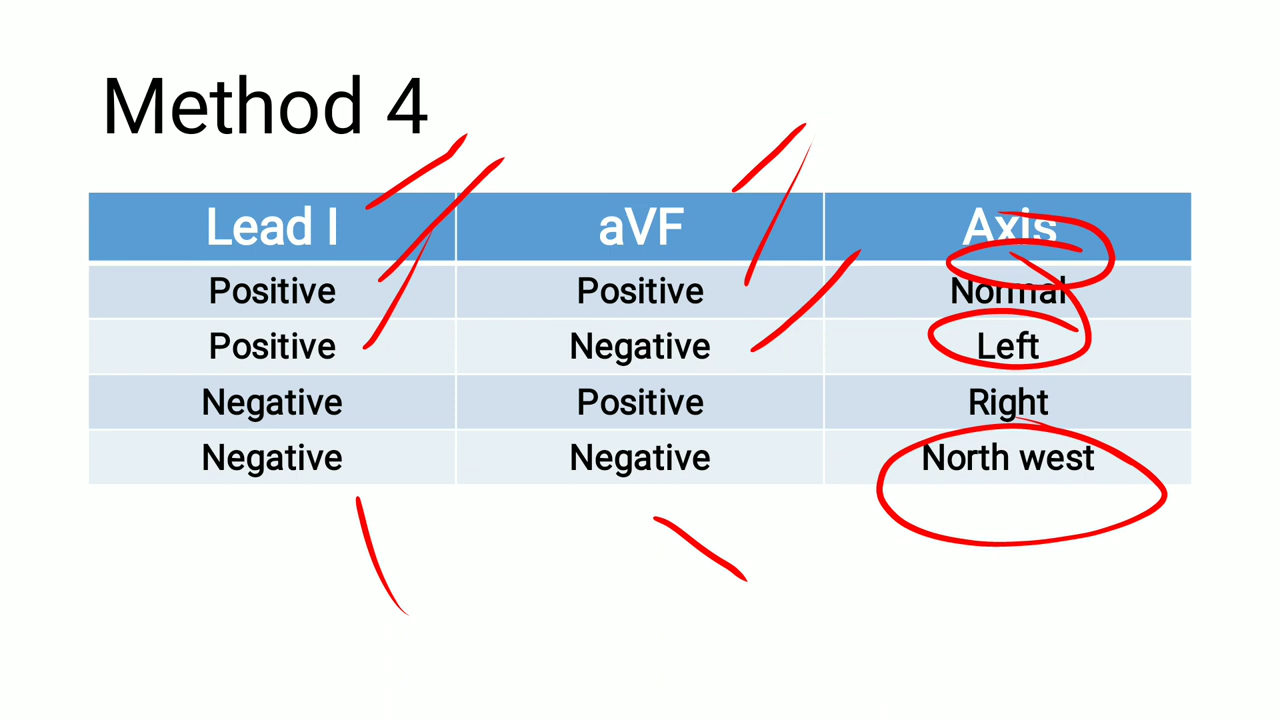 Method 4
Lead I aVF Axis
Positive Positive Normal
Positive Negative Left
Negative Positive Right
Negative Negative North west